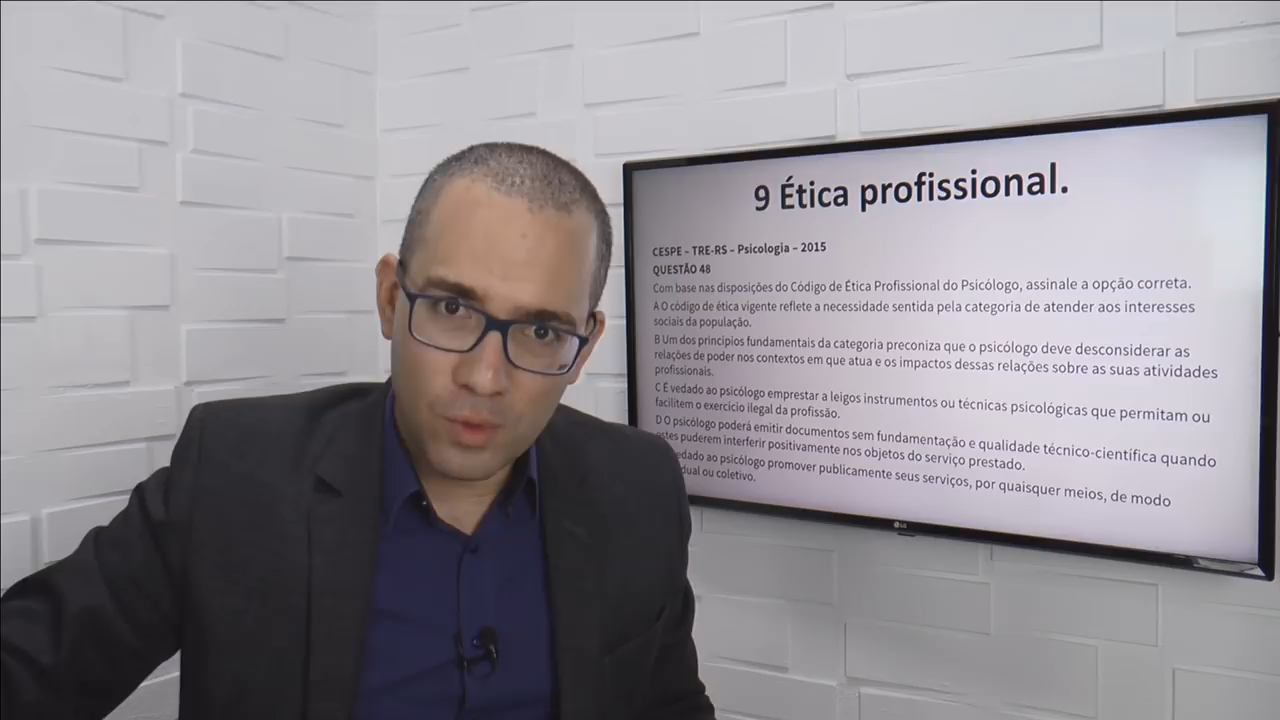 9 Ética profissional.
CESPE – TRE-RS – Psicologia – 2015
QUESTÃO 48
Com base nas disposições do Código de Ética Profissional do Psicólogo, assinale a opção correta.
A O código de ética vigente reflete a necessidade sentida pela categoria de atender aos interesses
sociais da população.
B Um dos princípios fundamentais da categoria preconiza que o psicólogo deve desconsiderar as
relações de poder nos contextos em que atua e os impactos dessas relações sobre as suas atividades
profissionais.
C É vedado ao psicólogo emprestar a leigos instrumentos ou técnicas psicológicas que permitam ou
facilitem o exercício ilegal da profissão.
D O psicólogo poderá emitir documentos sem fundamentação e qualidade técnico-científica quando
estes puderem interferir positivamente nos objetos do serviço prestado.
vedado ao psicólogo promover publicamente seus serviços, por quaisquer meios, de modo
ou coletivo.
LG